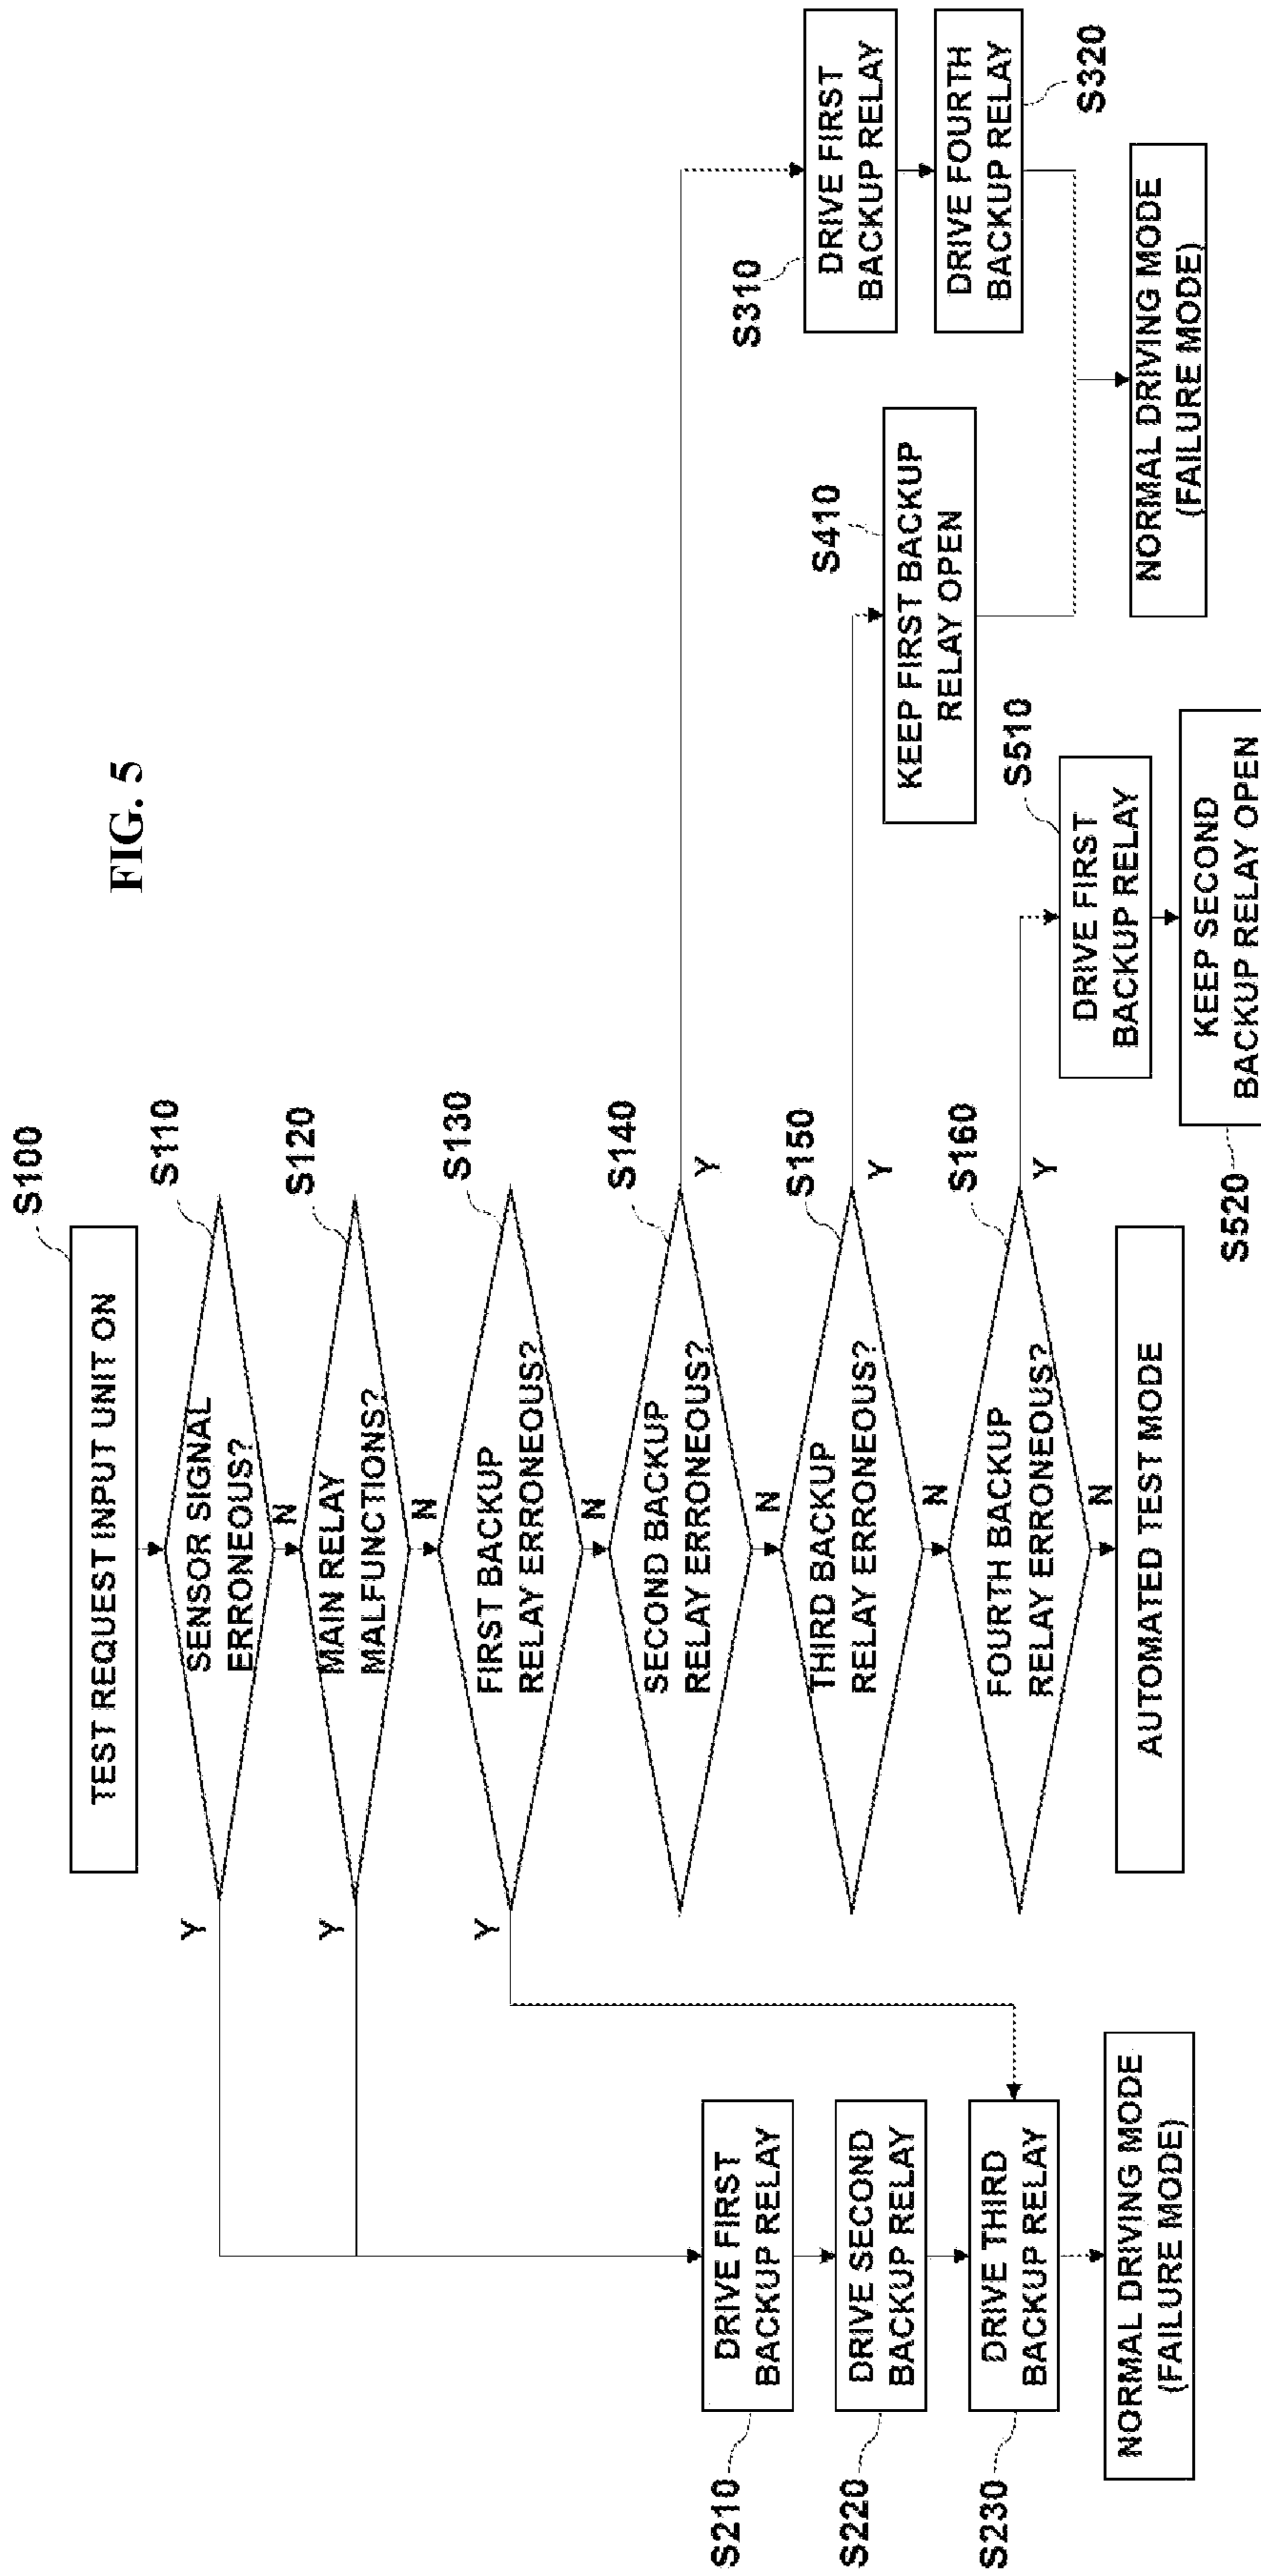 FIG. 5
S100
TEST REQUEST INPUT UNIT ON
S110
SENSOR SIGNAL
ERRONEOUS?
Y
N
S120
MAIN RELAY
MALFUNCTIONS?
Y
N
S130
FIRST BACKUP
RELAY ERRONEOUS?
Y
N
S140
SECOND BACKUP
RELAY ERRONEOUS?
Y
N
S150
THIRD BACKUP
RELAY ERRONEOUS?
Y
N
S160
FOURTH BACKUP
RELAY ERRONEOUS?
Y
N
AUTOMATED TEST MODE
S210
DRIVE FIRST
BACKUP RELAY
S220
DRIVE SECOND
BACKUP RELAY
S230
DRIVE THIRD
BACKUP RELAY
NORMAL DRIVING MODE
(FAILURE MODE)
S310
DRIVE FIRST
BACKUP RELAY
DRIVE FOURTH
BACKUP RELAY
S320
S410
KEEP FIRST BACKUP
RELAY OPEN
NORMAL DRIVING MODE
(FAILURE MODE)
S510
DRIVE FIRST
BACKUP RELAY
KEEP SECOND
BACKUP RELAY OPEN
S520